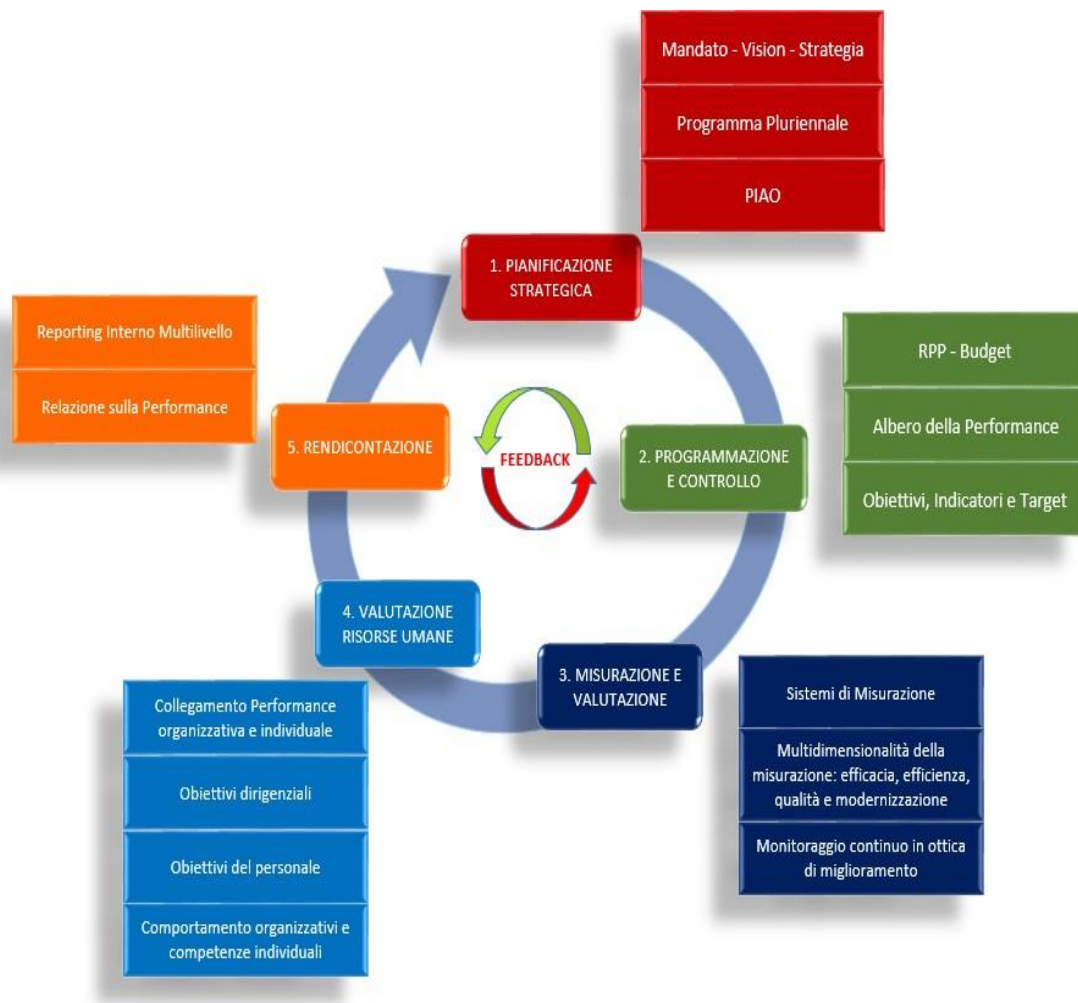 Mandato - Vision - Strategia
Programma Pluriennale
PIAO
1. PIANIFICAZIONE
STRATEGICA
RPP - Budget
Albero della Performance
Obiettivi, Indicatori e Target
2. PROGRAMMAZIONE
E CONTROLLO
FEEDBACK
Reporting Interno Multilivello
Relazione sulla Performance
5. RENDICONTAZIONE
4. VALUTAZIONE
RISORSE UMANE
3. MISURAZIONE E
VALUTAZIONE
Sistemi di Misurazione
Multidimensionalità della
misurazione: efficacia, efficienza,
qualità e modernizzazione
Monitoraggio continuo in ottica
di miglioramento
Collegamento Performance
organizzativa e individuale
Obiettivi dirigenziali
Obiettivi del personale
Comportamento organizzativi e
competenze individuali